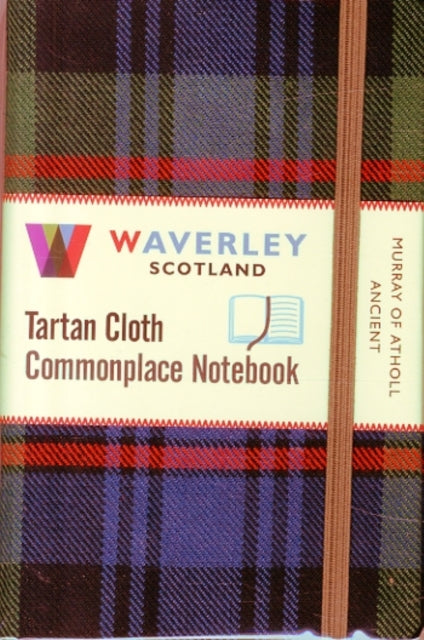 WAVERLEY
SCOTLAND
Tartan Cloth
Commonplace Notebook
MURRAY OF ATHOLL
ANCIENT